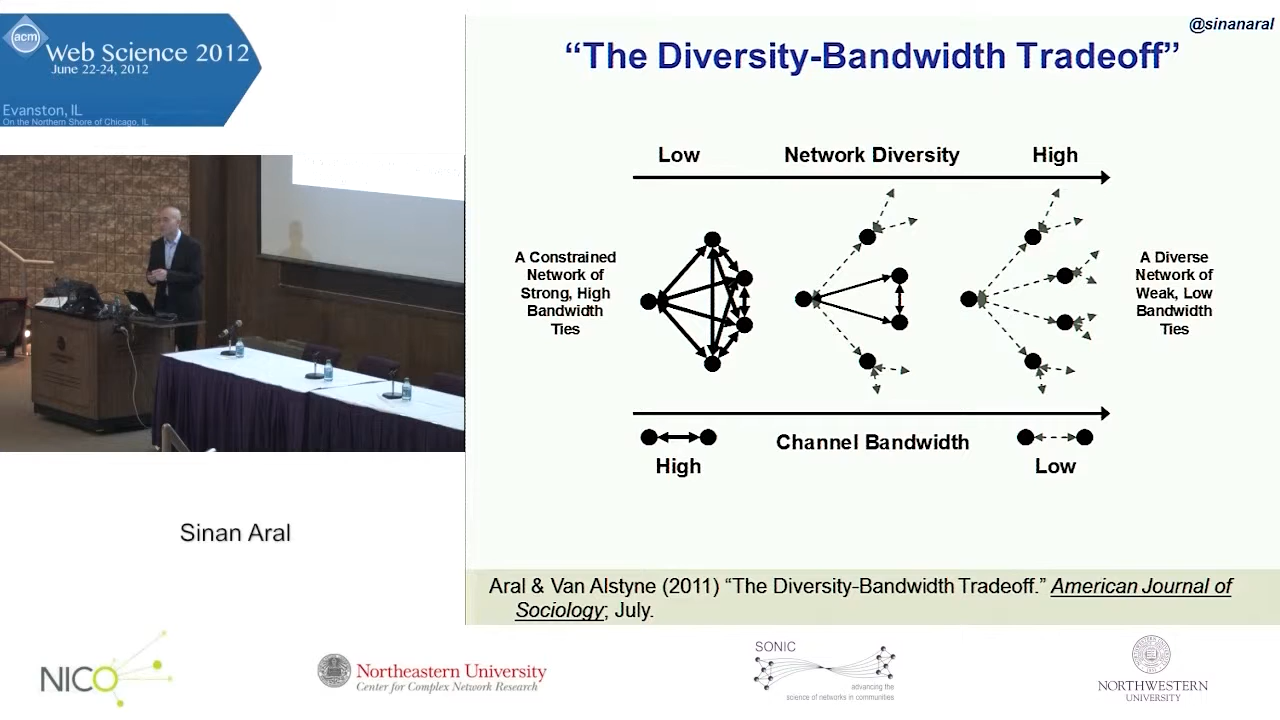 acm
Web Science 2012
June 22-24, 2012
Evanston, IL
On the Northern Shore of Chicago, IL
@sinanaral
“The Diversity-Bandwidth Tradeoff”
Low
Network Diversity
High
A Constrained
Network of
Strong, High
Bandwidth
Ties
A Diverse
Network of
Weak, Low
Bandwidth
Ties
Channel Bandwidth
High
Low
Sinan Aral
Aral & Van Alstyne (2011) “The Diversity-Bandwidth Tradeoff.” American Journal of
Sociology; July.
NICO
Northeastern University
Center for Complex Network Research
SONIC
advancing the
science of networks in communities
NORTHWESTERN
UNIVERSITY